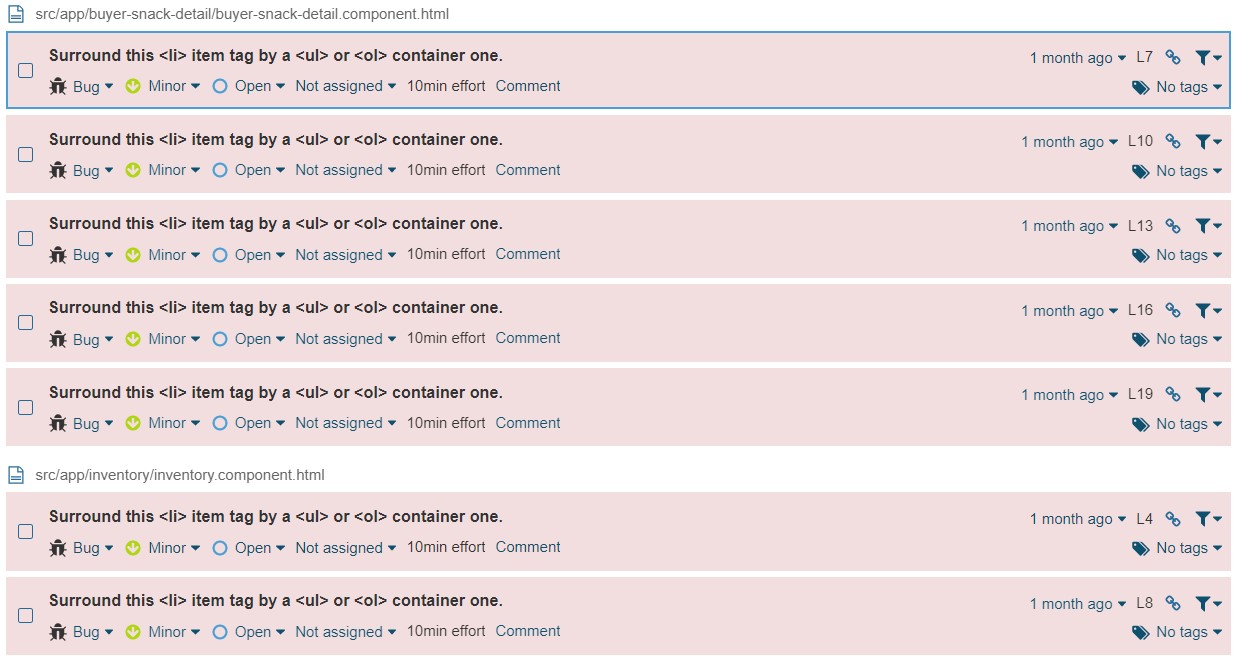 src/app/buyer-snack-detail/buyer-snack-detail.component.html
Surround this <li> item tag by a <ul> or <ol> container one. 1 month ago L7
Bug Minor Open Not assigned 10min effort Comment No tags
Surround this <li> item tag by a <ul> or <ol> container one. 1 month ago L10
Bug Minor Open Not assigned 10min effort Comment No tags
Surround this <li> item tag by a <ul> or <ol> container one. 1 month ago L13
Bug Minor Open Not assigned 10min effort Comment No tags
Surround this <li> item tag by a <ul> or <ol> container one. 1 month ago L16
Bug Minor Open Not assigned 10min effort Comment No tags
Surround this <li> item tag by a <ul> or <ol> container one. 1 month ago L19
Bug Minor Open Not assigned 10min effort Comment No tags
src/app/inventory/inventory.component.html
Surround this <li> item tag by a <ul> or <ol> container one. 1 month ago L4
Bug Minor Open Not assigned 10min effort Comment No tags
Surround this <li> item tag by a <ul> or <ol> container one. 1 month ago L8
Bug Minor Open Not assigned 10min effort Comment No tags